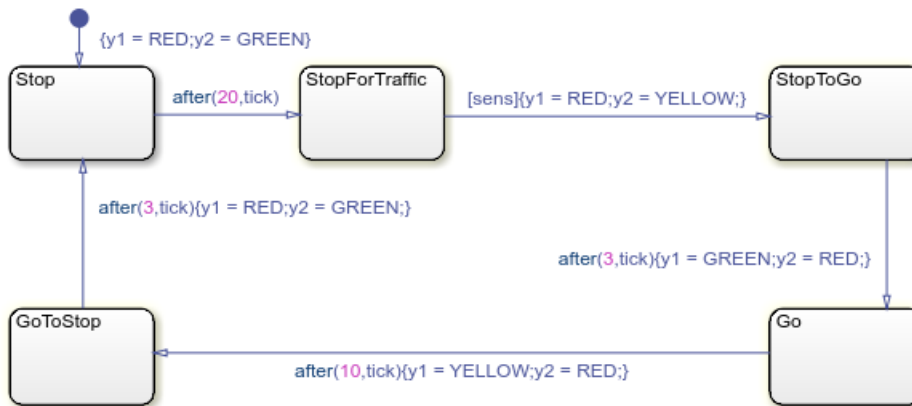 {y1 = RED;y2 = GREEN}
Stop
StopForTraffic
StopToGo
after(20,tick)
[sens]{y1 = RED;y2 = YELLOW;}
after(3,tick){y1 = RED;y2 = GREEN;}
after(3,tick){y1 = GREEN;y2 = RED;}
GoToStop
Go
after(10,tick){y1 = YELLOW;y2 = RED;}